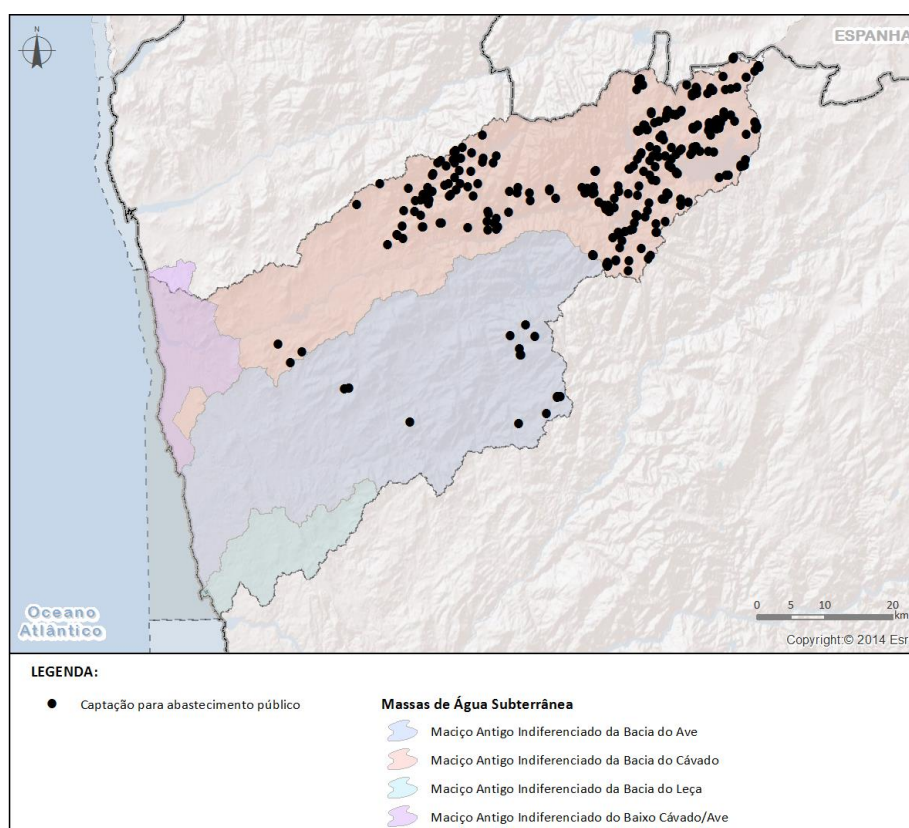 N
ESPANHA
Oceano
Atlântico
0 5 10 20
km
Copyright:© 2014 Esr
LEGENDA:
Captação para abastecimento público
Massas de Água Subterrânea
Maciço Antigo Indiferenciado da Bacia do Ave
Maciço Antigo Indiferenciado da Bacia do Cávado
Maciço Antigo Indiferenciado da Bacia do Leça
Maciço Antigo Indiferenciado do Baixo Cávado/Ave